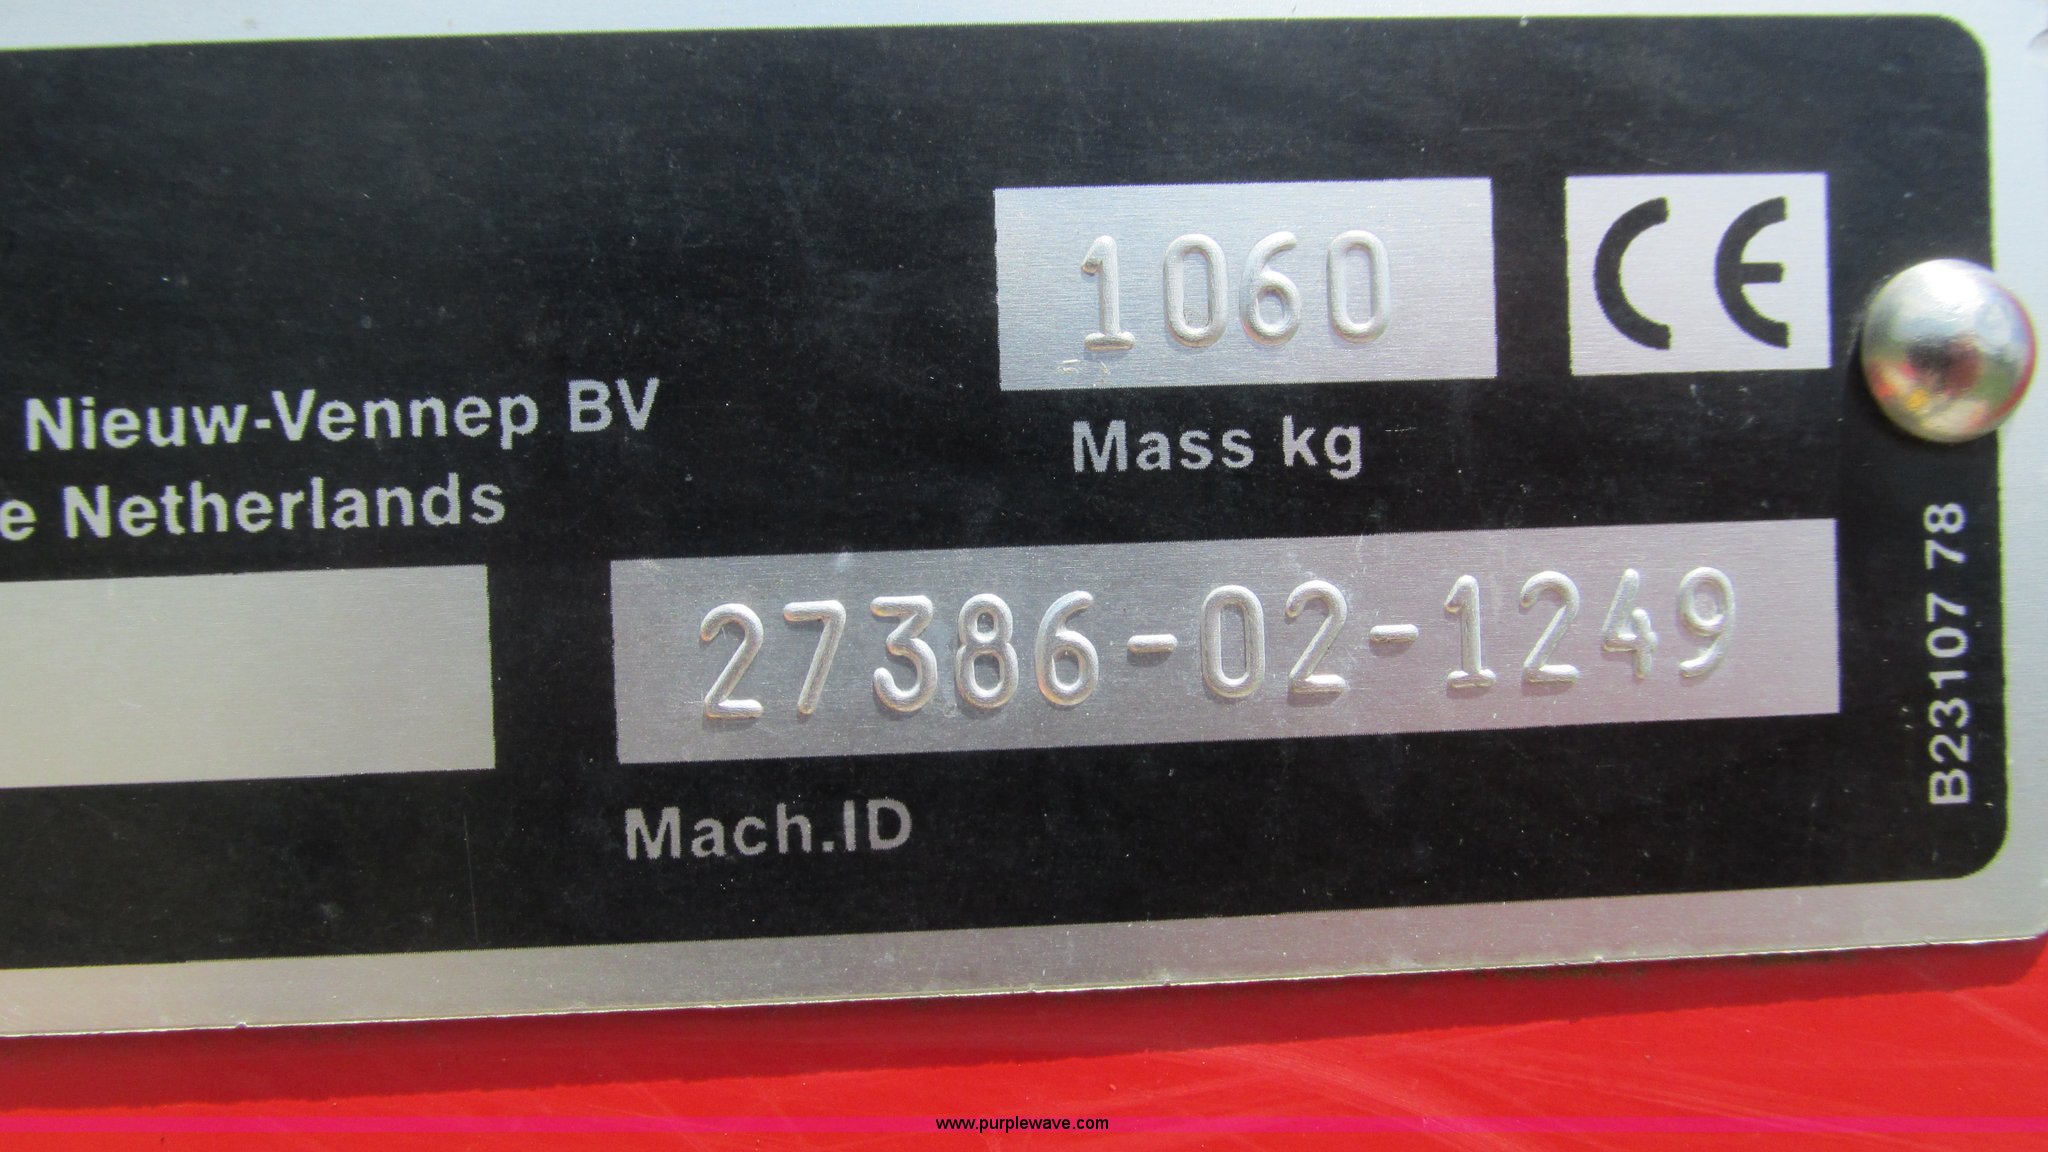 1060
CE
Nieuw-Vennep BV
Mass kg
e Netherlands
27386-02-1249
B23107 78
Mach.ID
www.purplewave.com